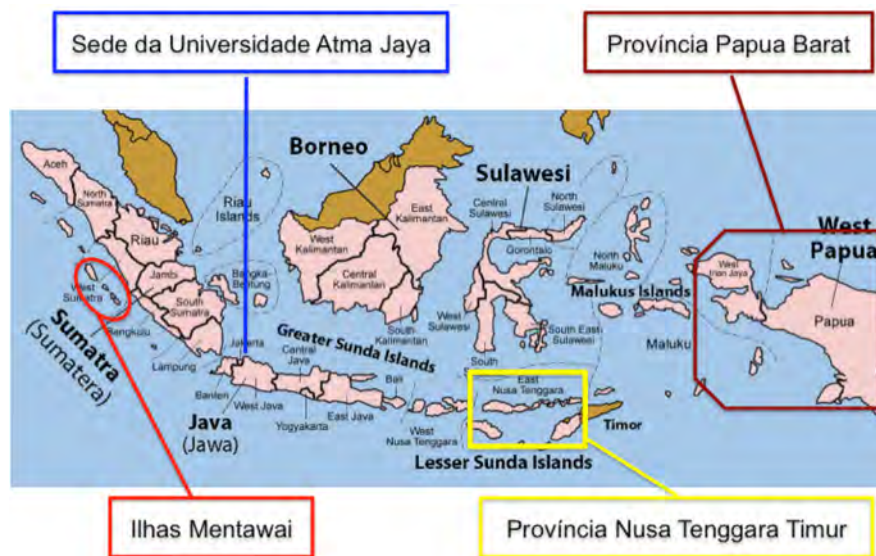 Sede da Universidade Atma Jaya
Província Papua Barat
Aceh
North
Sumatra
Riau
Islands
Riau
Borneo
East
Kalimantan
West
Kalimantan
Central
Kalimantan
South
Kalimantan
Sulawesi
Central
Sulawesi
North
Sulawesi
Gorontalo
North
Maluku
West
Papua
West
Irian Jaya
Papua
West
Sumatra
Jambi
Bangka-
South
Sumatra
Bengkulu
Sumatra
(Sumatera)
Lampung
Jakarta
Greater Sunda Islands
West
Sulawesi
South East
Sulawesi
South
Malukus Islands
Maluku
Banten
Central
Java
Bali
East
Nusa Tenggara
Java
(Jawa)
West Java
Yogyakarta
East Java
West
Nusa Tenggara
Timor
Lesser Sunda Islands
Ilhas Mentawai
Província Nusa Tenggara Timur